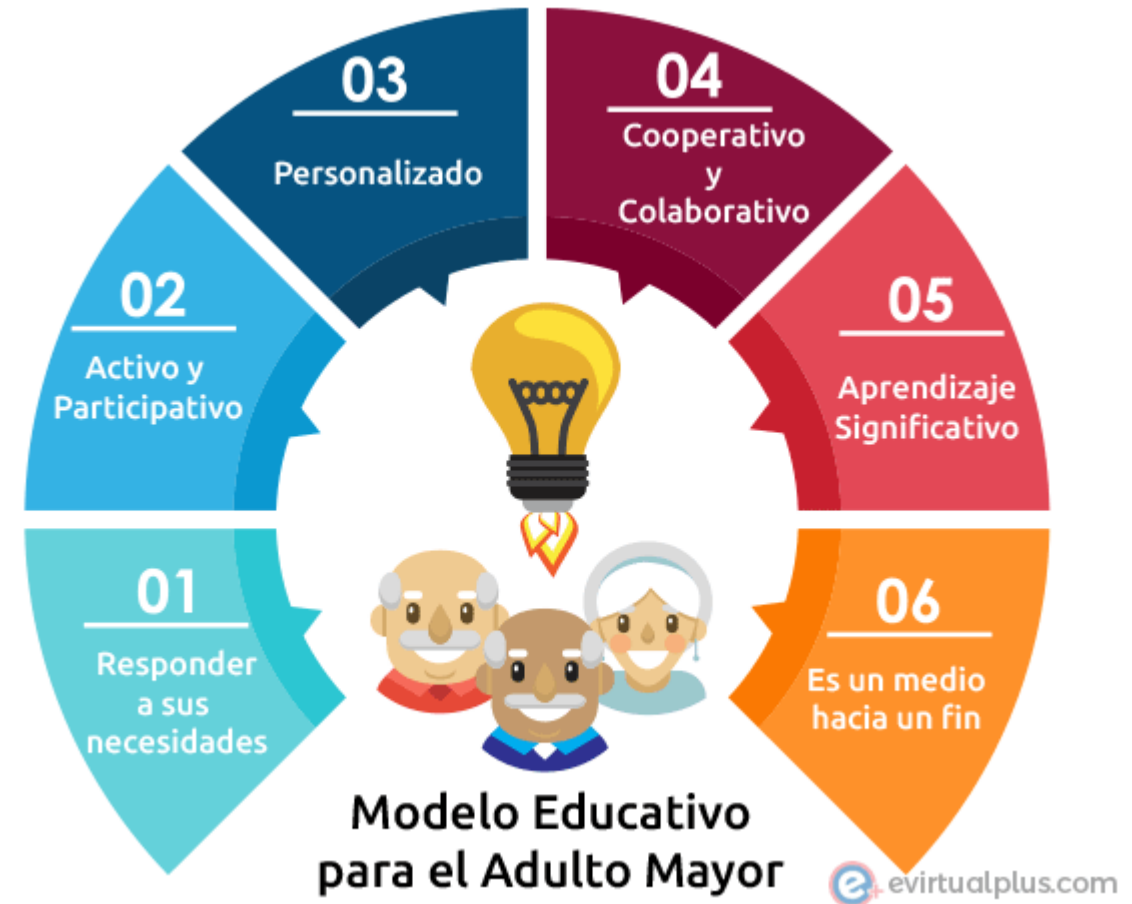 01
Responder
a sus
necesidades
02
Activo y
Participativo
03
Personalizado
04
Cooperativo
y
Colaborativo
05
Aprendizaje
Significativo
06
Es un medio
hacia un fin
Modelo Educativo
para el Adulto Mayor
e+ evirtualplus.com